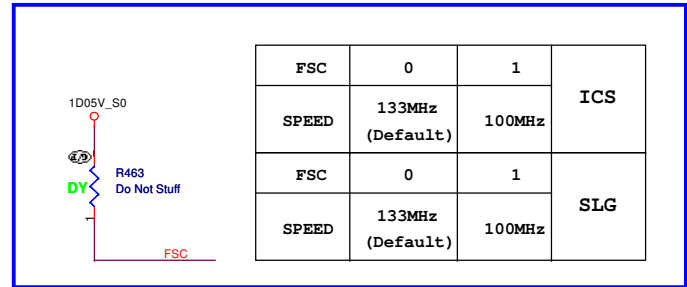 1D05V_S0
R463
DY
Do Not Stuff
1
FSC
FSC 0 1
ICS
SPEED 133MHz (Default) 100MHz
FSC 0 1
SLG
SPEED 133MHz (Default) 100MHz